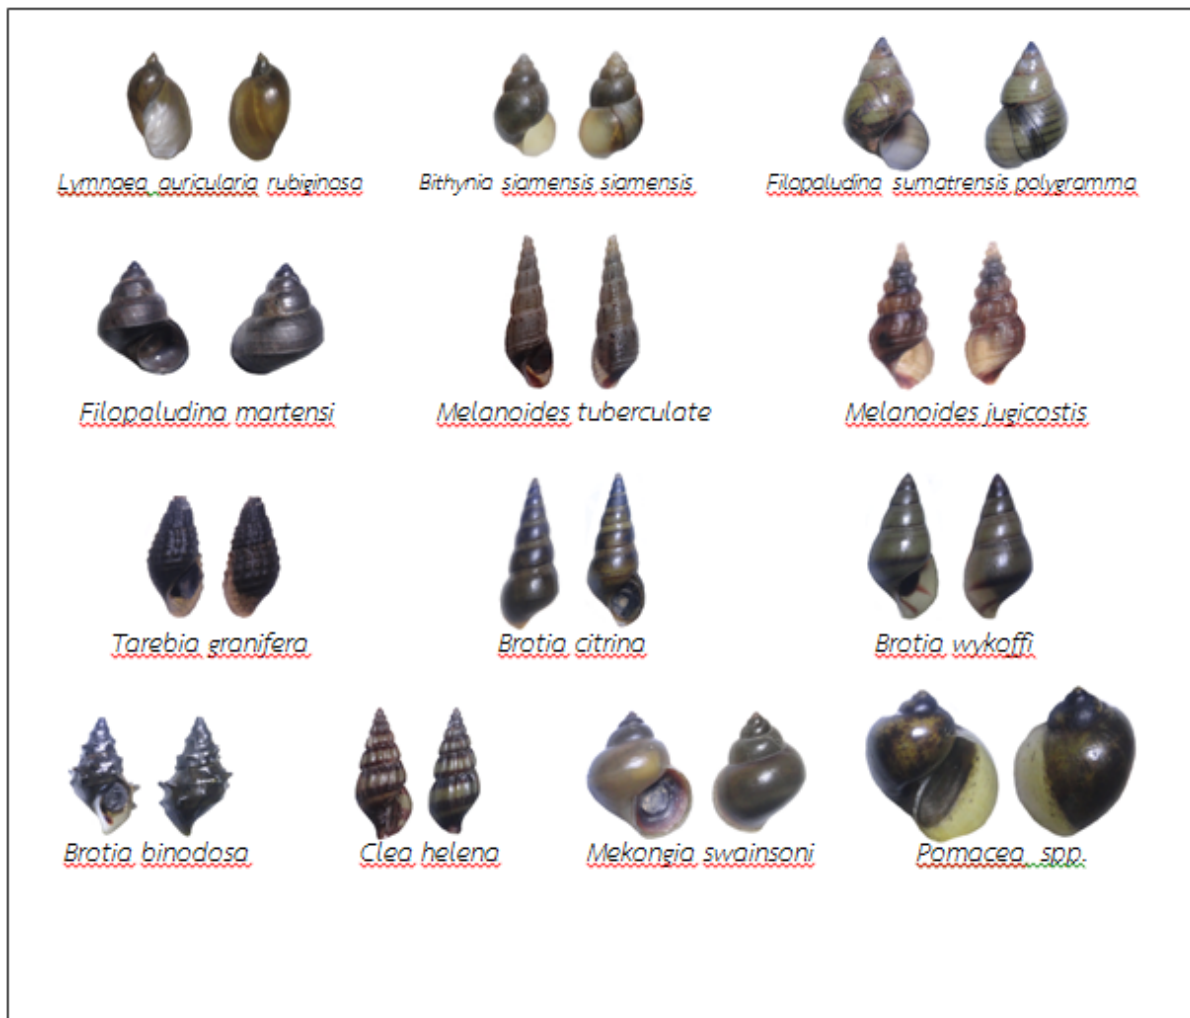 Lymnaea auricularia rubiginosa
Bithynia siamensis siamensis
Filopaludina sumatrensis polygramma
Filopaludina martensi
Melanoides tuberculate
Melanoides jugicostis
Tarebia granifera
Brotia citrina
Brotia wykoffi
Brotia binodosa
Clea helena
Mekongia swainsoni
Pomacea spp.